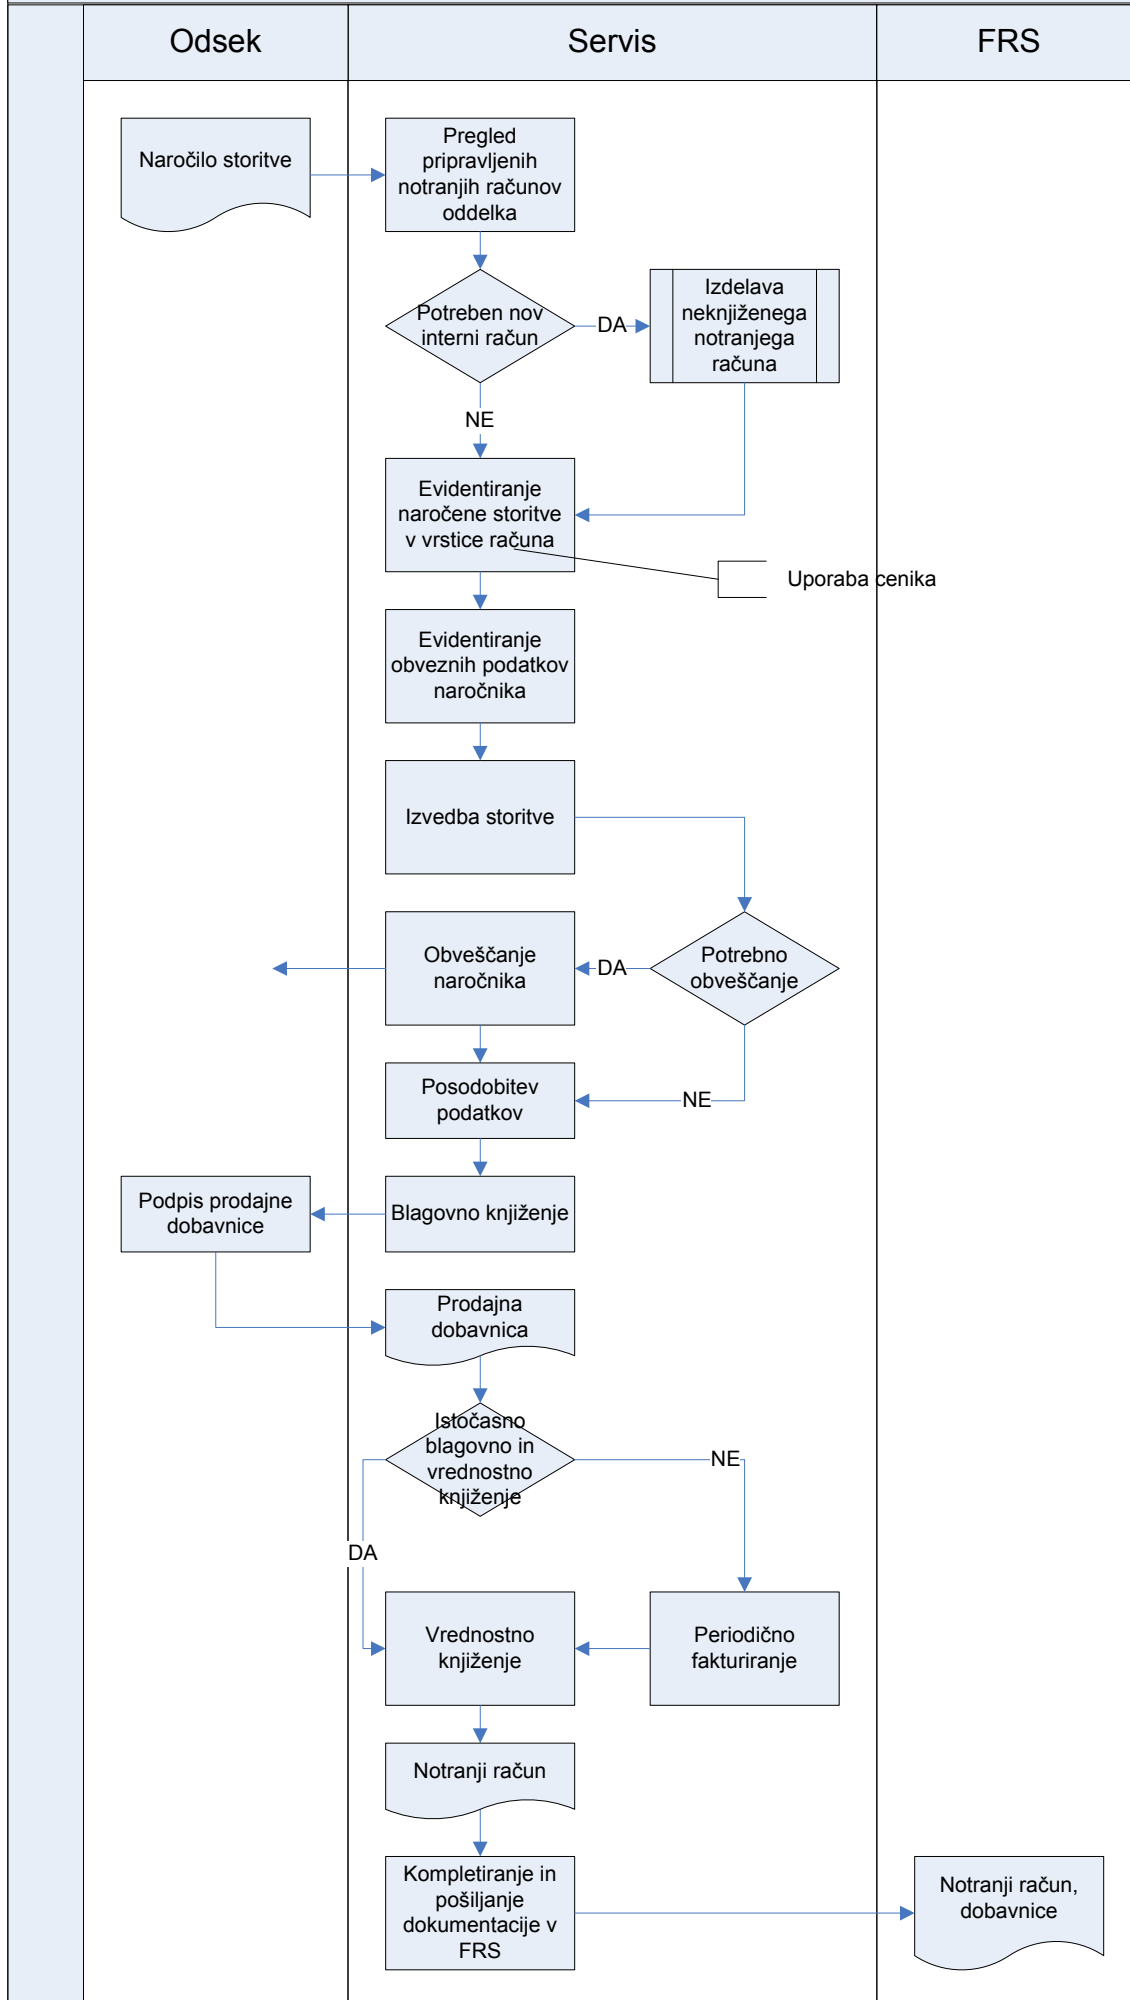 Odsek
Servis
FRS
Naročilo storitve
Pregled
pripravljenih
notranjih računov
oddelka
Potreben nov
interni račun
DA
Izdelava
neknjiženega
notranjega
računa
NE
Evidentiranje
naročene storitve
v vrstice računa
Uporaba cenika
Evidentiranje
obveznih podatkov
naročnika
Izvedba storitve
Obveščanje
naročnika
DA
Potrebno
obveščanje
Posodobitev
podatkov
NE
Podpis prodajne
dobavnice
Blagovno knjiženje
Prodajna
dobavnica
Istočasno
blagovno in
vrednostno
knjiženje
NE
DA
Vrednostno
knjiženje
Periodično
fakturiranje
Notranji račun
Kompletiranje in
pošiljanje
dokumentacije v
FRS
Notranji račun,
dobavnice